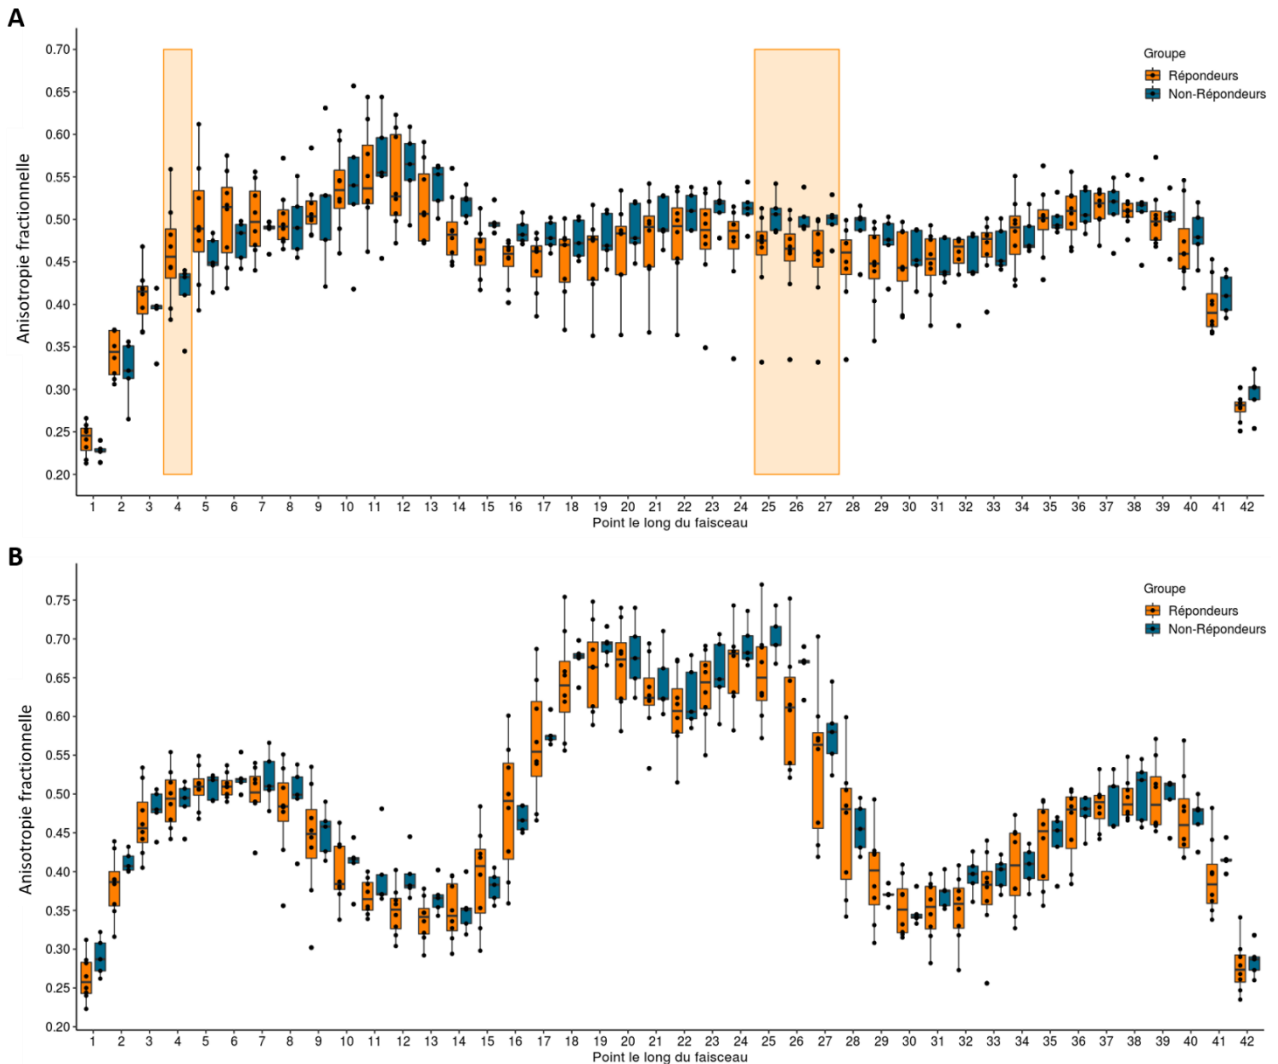 A
Groupe
Répondeurs
Non-Répondeurs
Anisotropie fractionnelle
0.70
0.65
0.60
0.55
0.50
0.45
0.40
0.35
0.30
0.25
0.20
1 2 3 4 5 6 7 8 9 10 11 12 13 14 15 16 17 18 19 20 21 22 23 24 25 26 27 28 29 30 31 32 33 34 35 36 37 38 39 40 41 42
Point le long du faisceau
B
Groupe
Répondeurs
Non-Répondeurs
Anisotropie fractionnelle
0.75
0.70
0.65
0.60
0.55
0.50
0.45
0.40
0.35
0.30
0.25
0.20
1 2 3 4 5 6 7 8 9 10 11 12 13 14 15 16 17 18 19 20 21 22 23 24 25 26 27 28 29 30 31 32 33 34 35 36 37 38 39 40 41 42
Point le long du faisceau